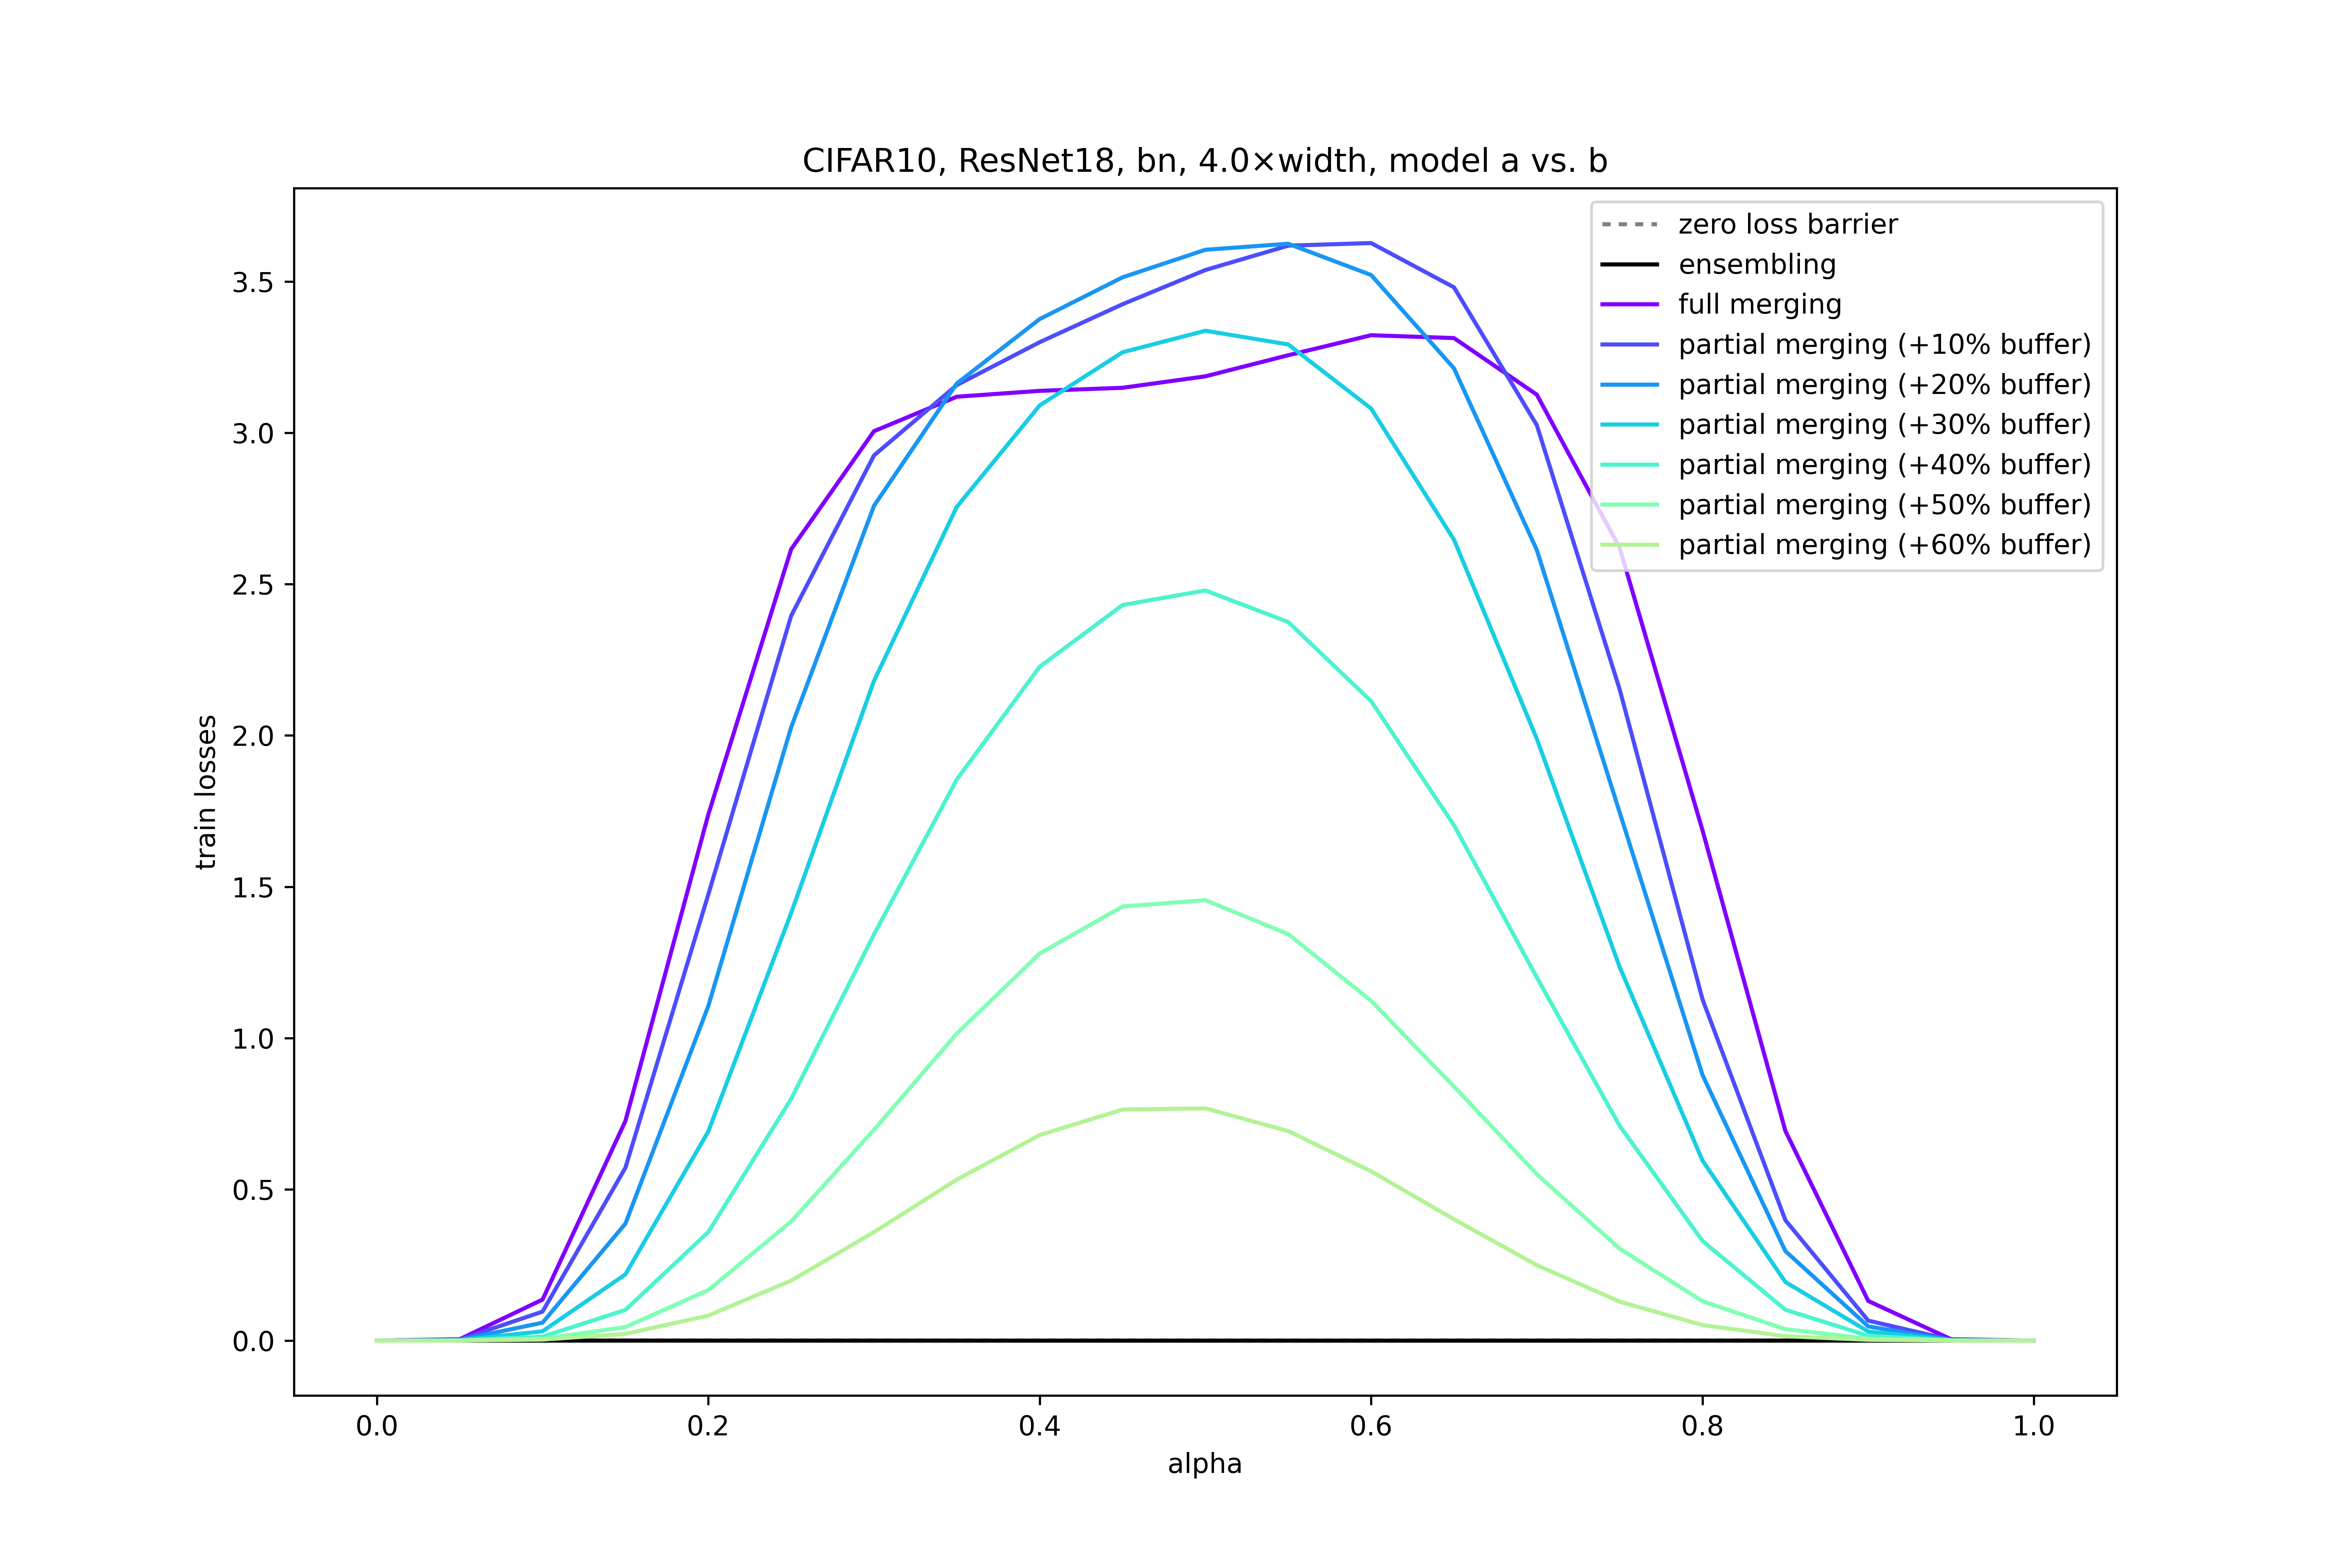 CIFAR10, ResNet18, bn, 4.0×width, model a vs. b
zero loss barrier
ensembling
full merging
partial merging (+10% buffer)
partial merging (+20% buffer)
partial merging (+30% buffer)
partial merging (+40% buffer)
partial merging (+50% buffer)
partial merging (+60% buffer)
train losses
3.5
3.0
2.5
2.0
1.5
1.0
0.5
0.0
0.0 0.2 0.4 0.6 0.8 1.0
alpha